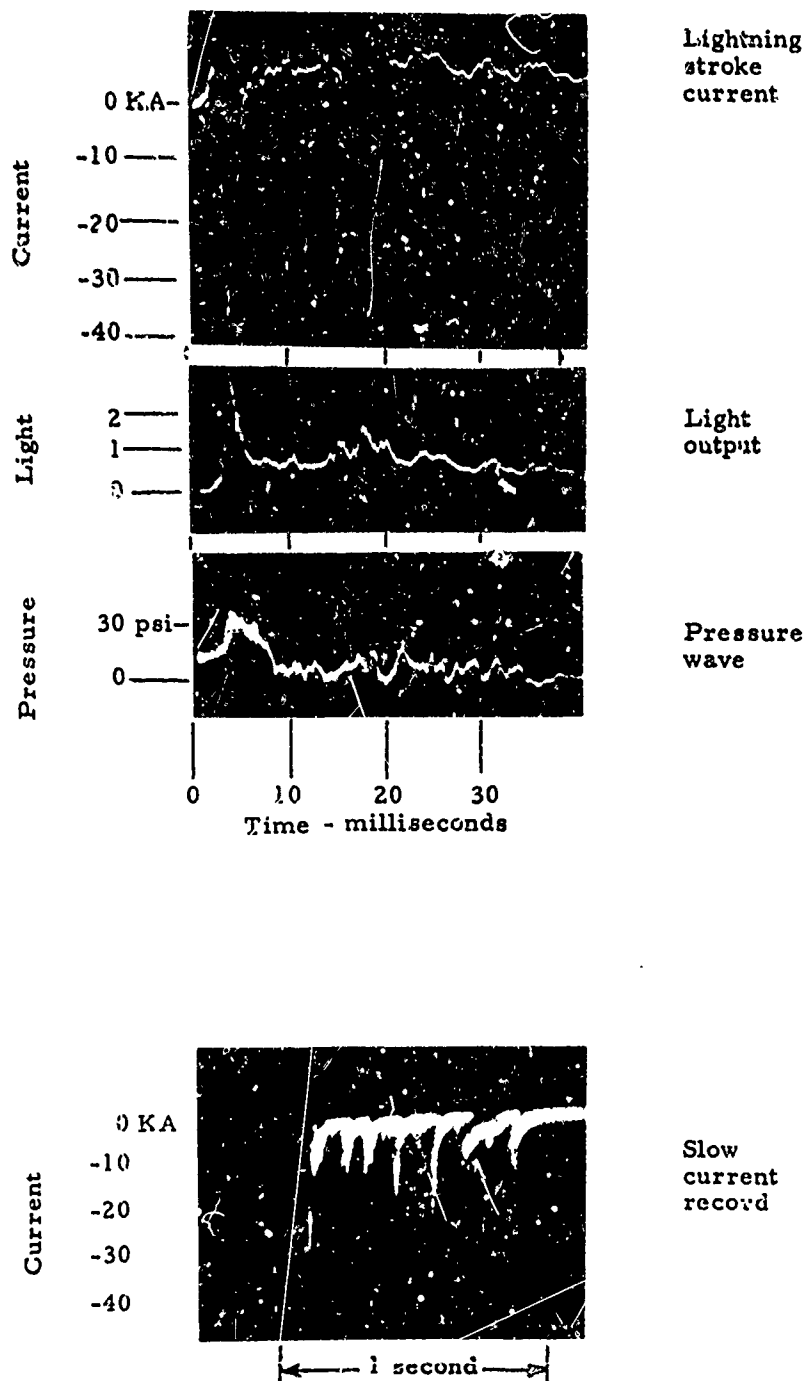 Lightning
stroke
current
Current
0 KA
-10
-20
-30
-40
Light
2
1
0
Light
output
Pressure
30 psi
0
Pressure
wave
0 10 20 30
Time - milliseconds
Current
0 KA
-10
-20
-30
-40
Slow
current
record
1 second